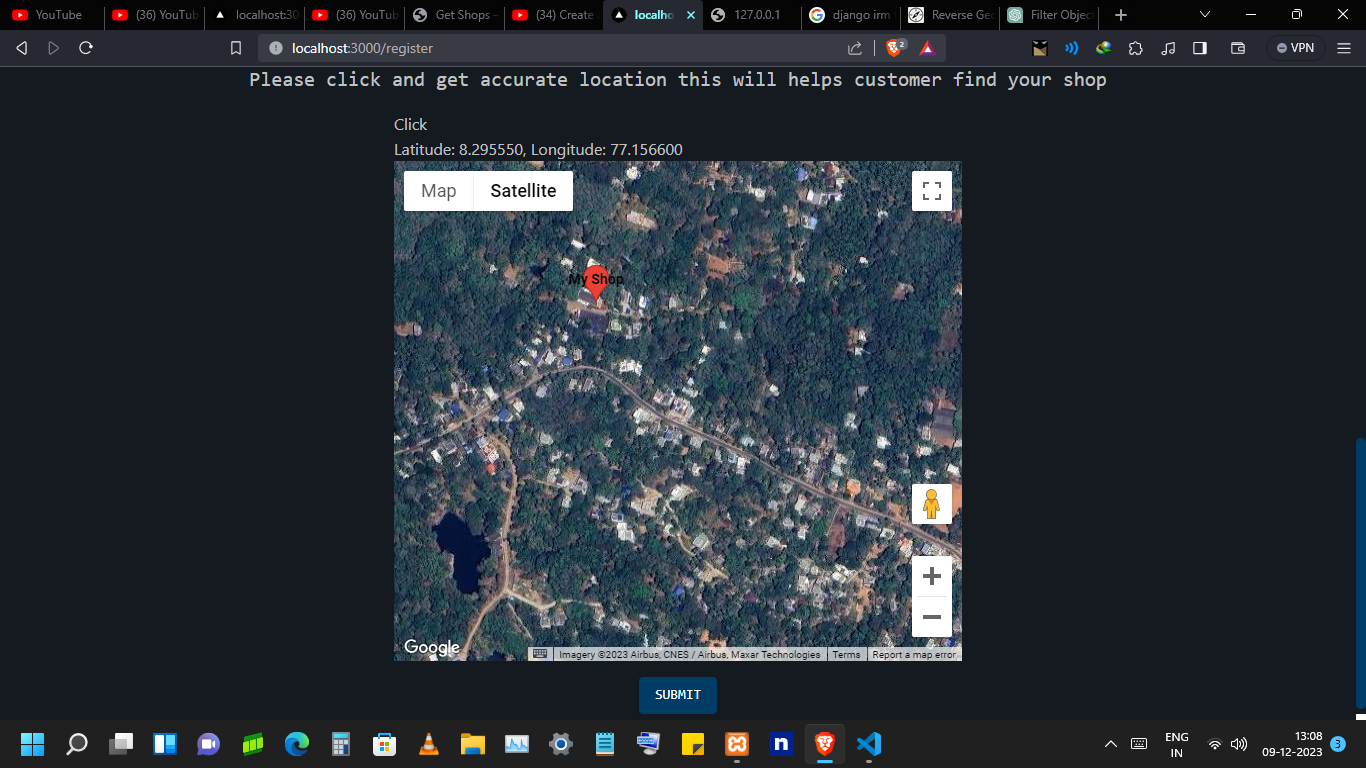 YouTube
(36) YouTub
localhost:30
(36) YouTub
Get Shops –
(34) Create
localho
127.0.0.1
django irm
Reverse Geo
Filter Object
localhost:3000/register
2
VPN
Please click and get accurate location this will helps customer find your shop
Click
Latitude: 8.295550, Longitude: 77.156600
Map
Satellite
My Shop
Google
Imagery ©2023 Airbus, CNES / Airbus, Maxar Technologies
Terms
Report a map error
SUBMIT
ENG
IN
13:08
09-12-2023
3